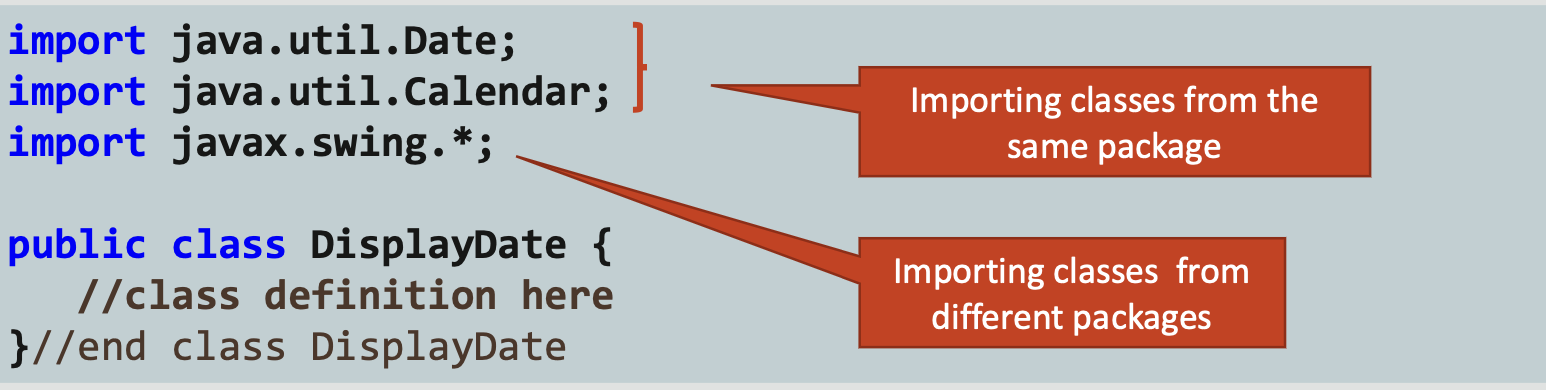 import java.util.Date;
import java.util.Calendar;
import javax.swing.*;
Importing classes from the
same package
public class DisplayDate {
//class definition here
}//end class DisplayDate
Importing classes from
different packages